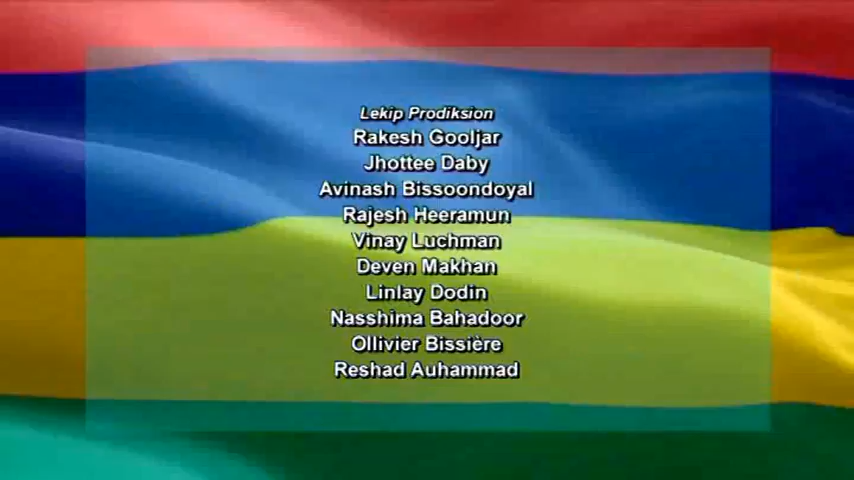 Lekip Prodiksion
Rakesh Gooljar
Jhottee Daby
Avinash Bissoondoyal
Rajesh Heeramun
Vinay Luchman
Deven Makhan
Linlay Dodin
Nasshima Bahadoor
Ollivier Bissière
Reshad Auhammad